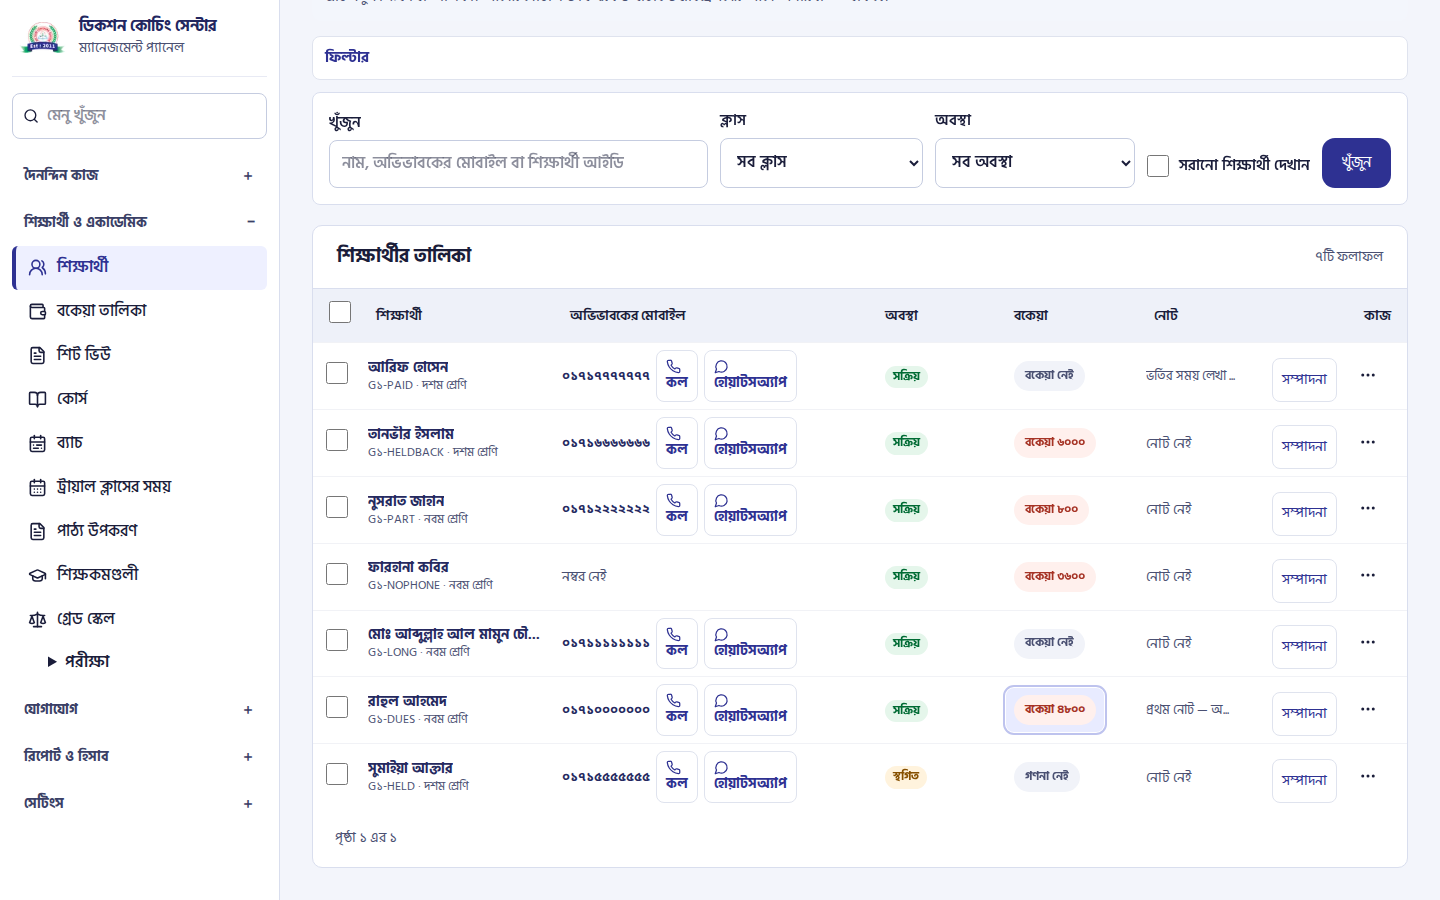 ডিকশন কোচিং সেন্টার
ম্যানেজমেন্ট প্যানেল
Est : 2011
মেনু খুঁজুন
দৈনন্দিন কাজ +
শিক্ষার্থী ও একাডেমিক −
শিক্ষার্থী
বকেয়া তালিকা
শিট ভিউ
কোর্স
ব্যাচ
ট্রায়াল ক্লাসের সময়
পাঠ্য উপকরণ
শিক্ষকমণ্ডলী
গ্রেড স্কেল
পরীক্ষা
যোগাযোগ +
রিপোর্ট ও হিসাব +
সেটিংস +
ফিল্টার
খুঁজুন ক্লাস অবস্থা
নাম, অভিভাবকের মোবাইল বা শিক্ষার্থী আইডি সব ক্লাস সব অবস্থা সরানো শিক্ষার্থী দেখান খুঁজুন
শিক্ষার্থীর তালিকা ৭টি ফলাফল
শিক্ষার্থী অভিভাবকের মোবাইল অবস্থা বকেয়া নোট কাজ
আরিফ হোসেন ০১৭১৭৭৭৭৭৭৭ কল হোয়াটসঅ্যাপ সক্রিয় বকেয়া নেই ভর্তির সময় লেখা ... সম্পাদনা ...
G১-PAID · দশম শ্রেণি
তানভীর ইসলাম ০১৭১৬৬৬৬৬৬৬ কল হোয়াটসঅ্যাপ সক্রিয় বকেয়া ৬০০০ নোট নেই সম্পাদনা ...
G১-HELDBACK · দশম শ্রেণি
নুসরাত জাহান ০১৭১২২২২২২২ কল হোয়াটসঅ্যাপ সক্রিয় বকেয়া ৮০০ নোট নেই সম্পাদনা ...
G১-PART · নবম শ্রেণি
ফারহানা কবির নম্বর নেই সক্রিয় বকেয়া ৩৬০০ নোট নেই সম্পাদনা ...
G১-NOPHONE · নবম শ্রেণি
মোঃ আব্দুল্লাহ আল মামুন চৌ... ০১৭১১১১১১১১ কল হোয়াটসঅ্যাপ সক্রিয় বকেয়া নেই নোট নেই সম্পাদনা ...
G১-LONG · নবম শ্রেণি
রাহুল আহমেদ ০১৭১০০০০০০০ কল হোয়াটসঅ্যাপ সক্রিয় বকেয়া ৪৮০০ প্রথম নোট — অ... সম্পাদনা ...
G১-DUES · নবম শ্রেণি
সুমাইয়া আক্তার ০১৭১৫৫৫৫৫৫৫ কল হোয়াটসঅ্যাপ স্থগিত গণনা নেই নোট নেই সম্পাদনা ...
G১-HELD · দশম শ্রেণি
পৃষ্ঠা ১ এর ১